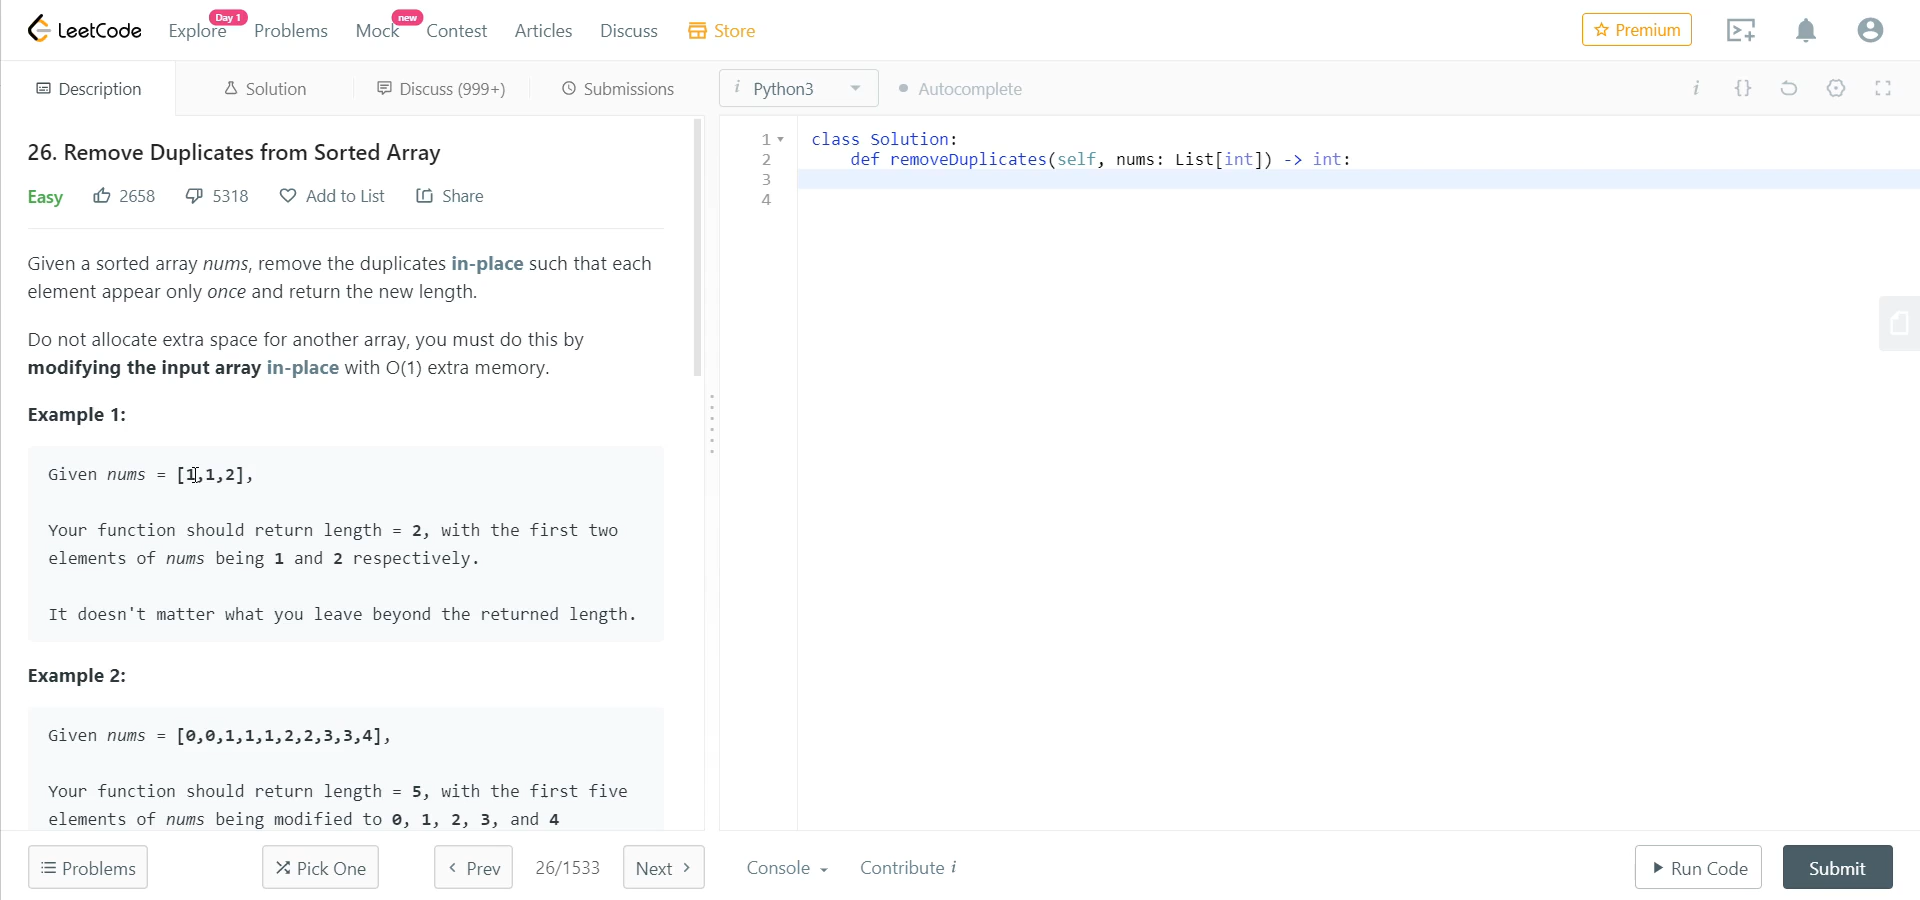 LeetCode
Explore
Day 1
Problems
Mock
new
Contest
Articles
Discuss
Store
Premium
Description
Solution
Discuss (999+)
Submissions
i Python3
Autocomplete
i
{}
26. Remove Duplicates from Sorted Array
Easy
2658
5318
Add to List
Share
Given a sorted array nums, remove the duplicates in-place such that each
element appear only once and return the new length.
Do not allocate extra space for another array, you must do this by
modifying the input array in-place with O(1) extra memory.
Example 1:
Given nums = [1,1,2],
Your function should return length = 2, with the first two
elements of nums being 1 and 2 respectively.
It doesn't matter what you leave beyond the returned length.
Example 2:
Given nums = [0,0,1,1,1,2,2,3,3,4],
Your function should return length = 5, with the first five
elements of nums being modified to 0, 1, 2, 3, and 4
1 class Solution:
2 def removeDuplicates(self, nums: List[int]) -> int:
3
4
Problems
Pick One
< Prev
26/1533
Next >
Console
Contribute i
Run Code
Submit